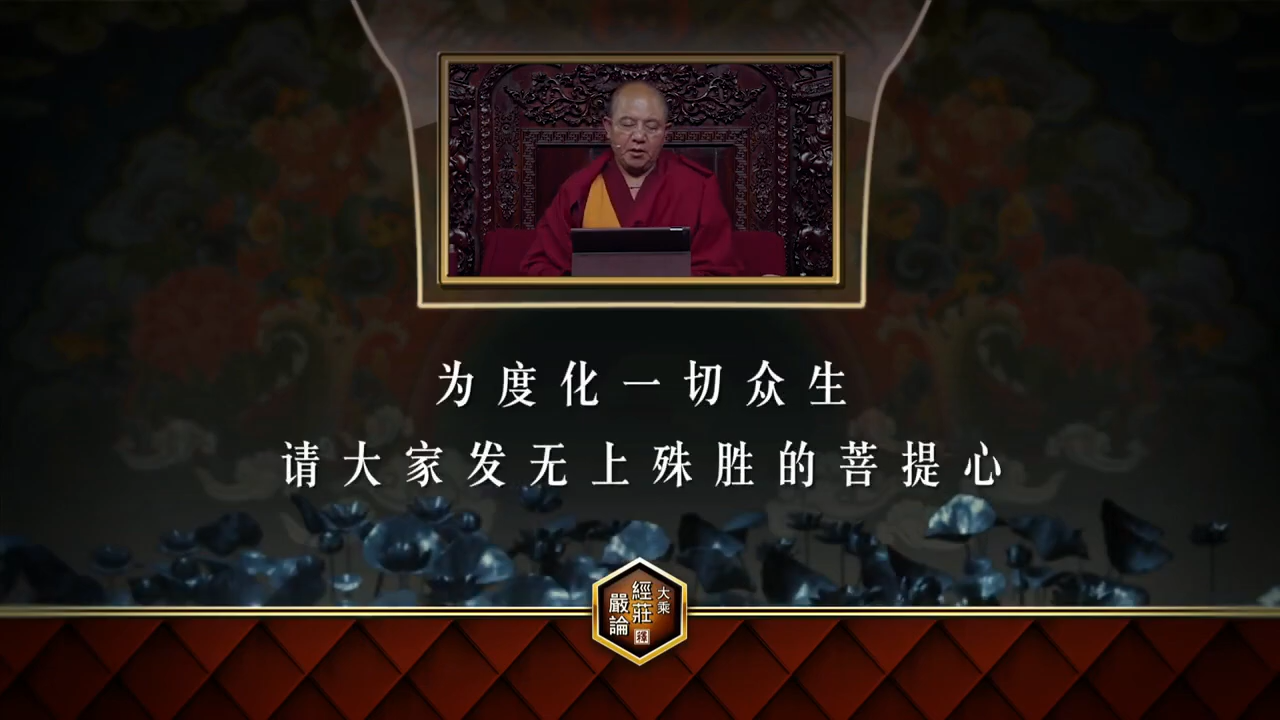 为度化一切众生
请大家发无上殊胜的菩提心
大乘
經莊
嚴論